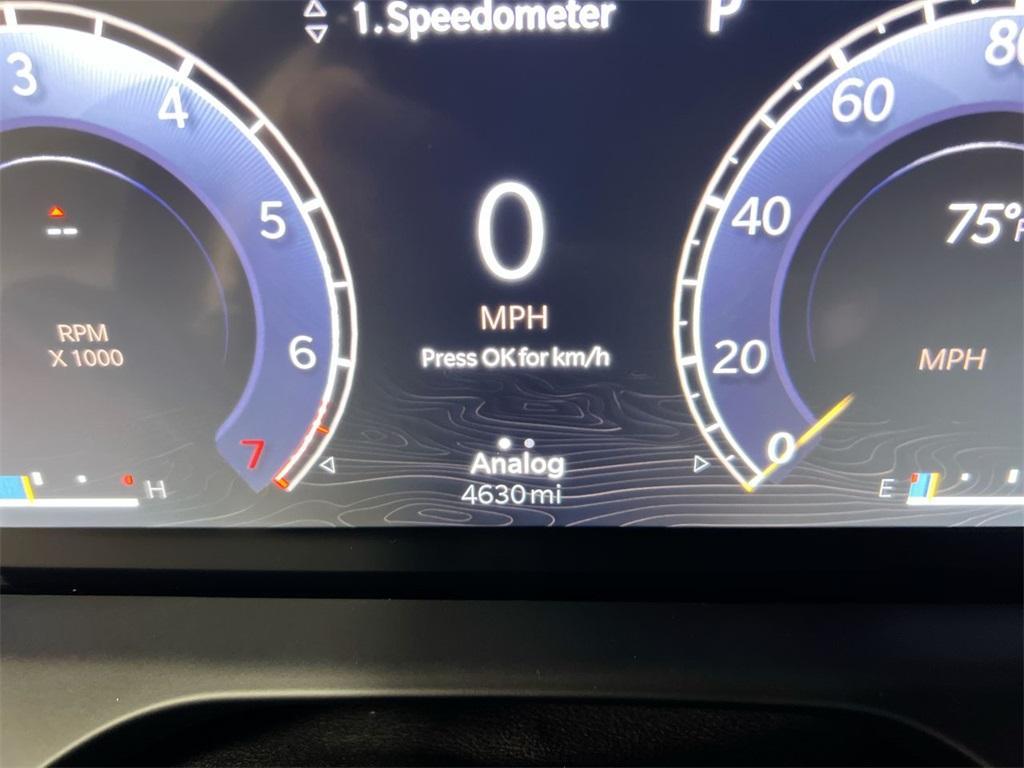 1.Speedometer
P
3
4
5
6
7
RPM
X 1000
H
0
MPH
Press OK for km/h
Analog
4630 mi
80
60
40
20
0
75°F
MPH
E